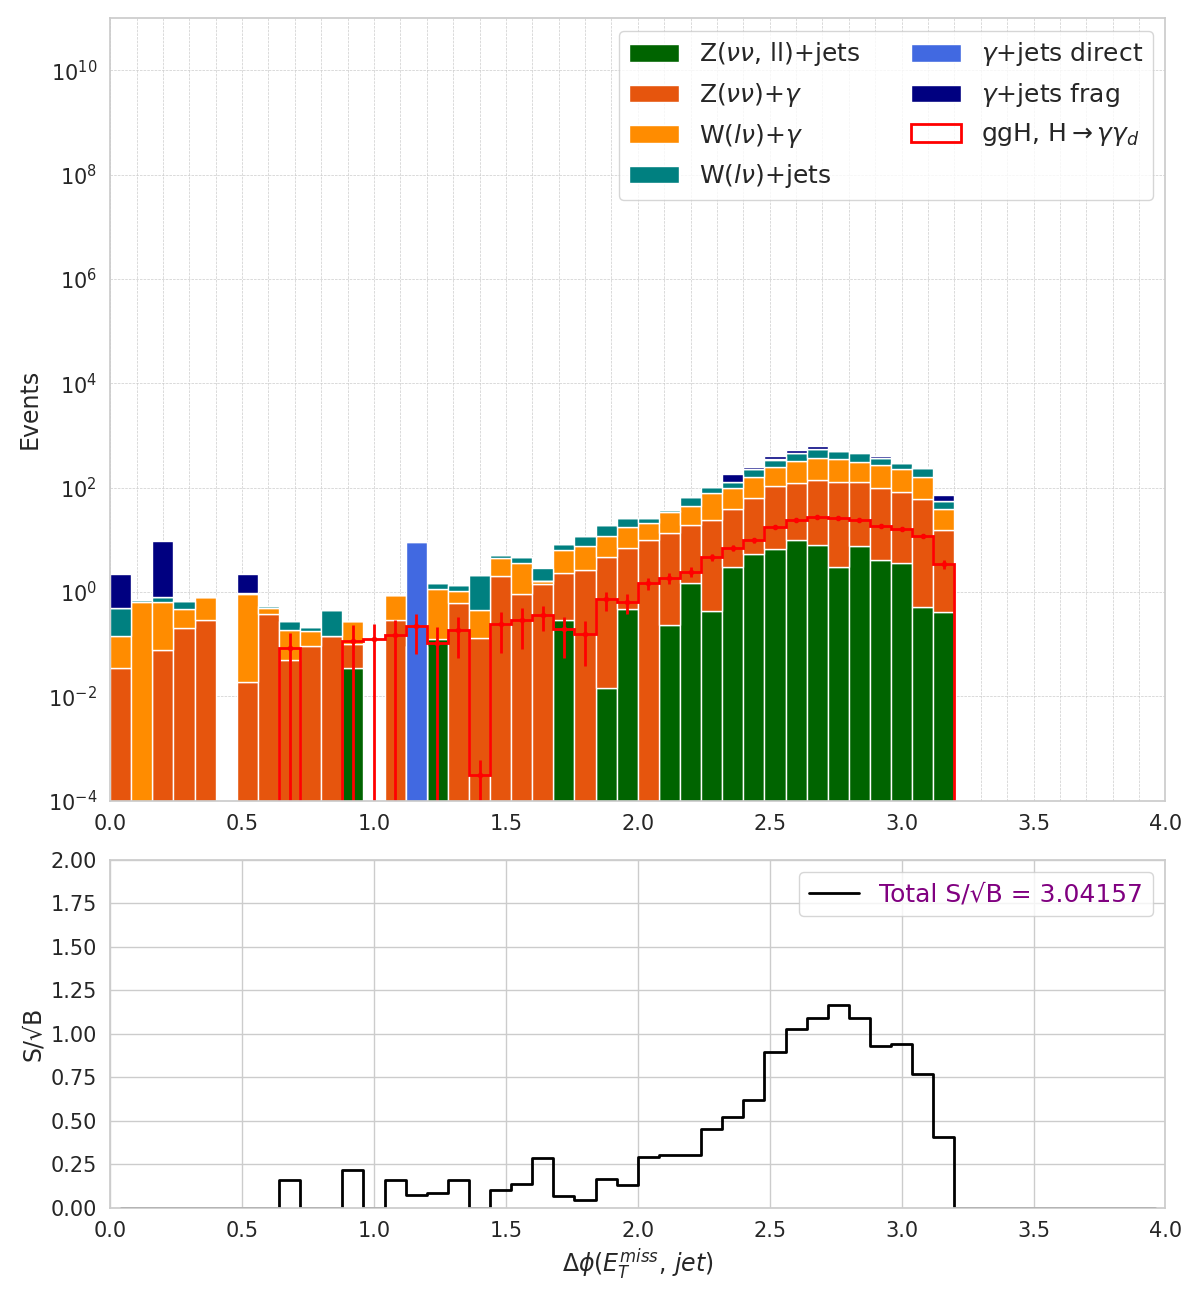 Z(νν, ll)+jets
Z(νν)+γ
W(lν)+γ
W(lν)+jets
γ+jets direct
γ+jets frag
ggH, H→γγ_d
Events
10^10
10^8
10^6
10^4
10^2
10^0
10^−2
10^−4
0.0 0.5 1.0 1.5 2.0 2.5 3.0 3.5 4.0
Total S/√B = 3.04157
S/√B
2.00
1.75
1.50
1.25
1.00
0.75
0.50
0.25
0.00
0.0 0.5 1.0 1.5 2.0 2.5 3.0 3.5 4.0
Δϕ(E_T^miss, jet)